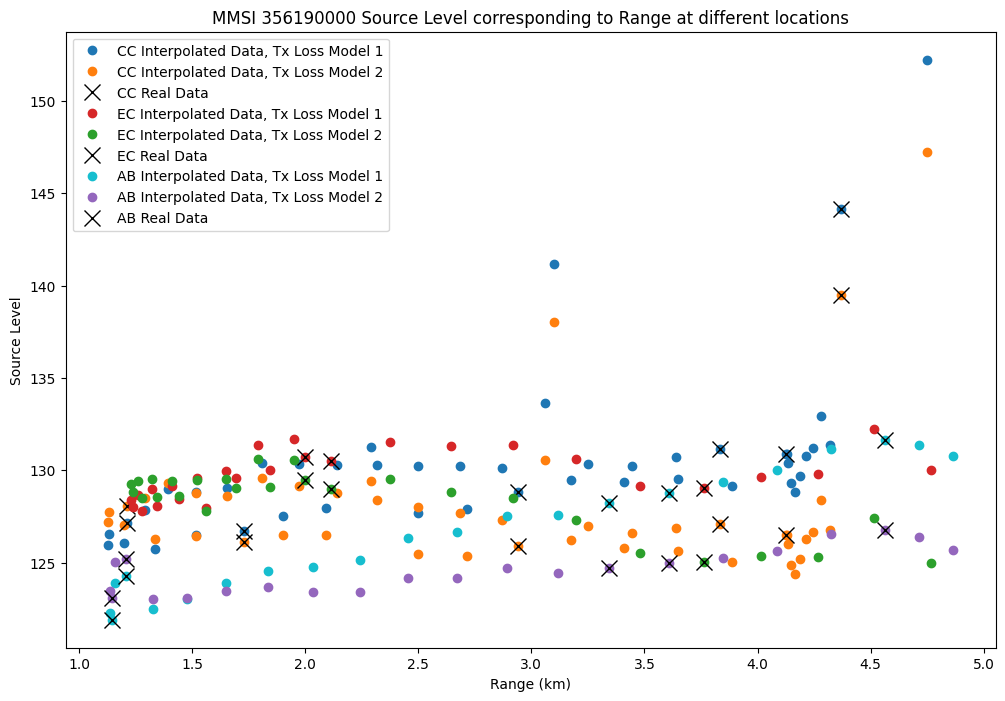 MMSI 356190000 Source Level corresponding to Range at different locations
CC Interpolated Data, Tx Loss Model 1
CC Interpolated Data, Tx Loss Model 2
CC Real Data
EC Interpolated Data, Tx Loss Model 1
EC Interpolated Data, Tx Loss Model 2
EC Real Data
AB Interpolated Data, Tx Loss Model 1
AB Interpolated Data, Tx Loss Model 2
AB Real Data
Source Level
150
145
140
135
130
125
1.0 1.5 2.0 2.5 3.0 3.5 4.0 4.5 5.0
Range (km)